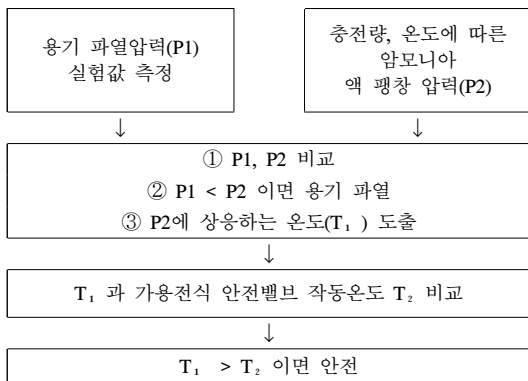 용기 파열압력(P1)
실험값 측정
충전량, 온도에 따른
암모니아
액 팽창 압력(P2)
↓
↓
① P1, P2 비교
② P1 < P2 이면 용기 파열
③ P2에 상응하는 온도(T₁ ) 도출
↓
T₁ 과 가용전식 안전밸브 작동온도 T₂ 비교
↓
T₁ > T₂ 이면 안전